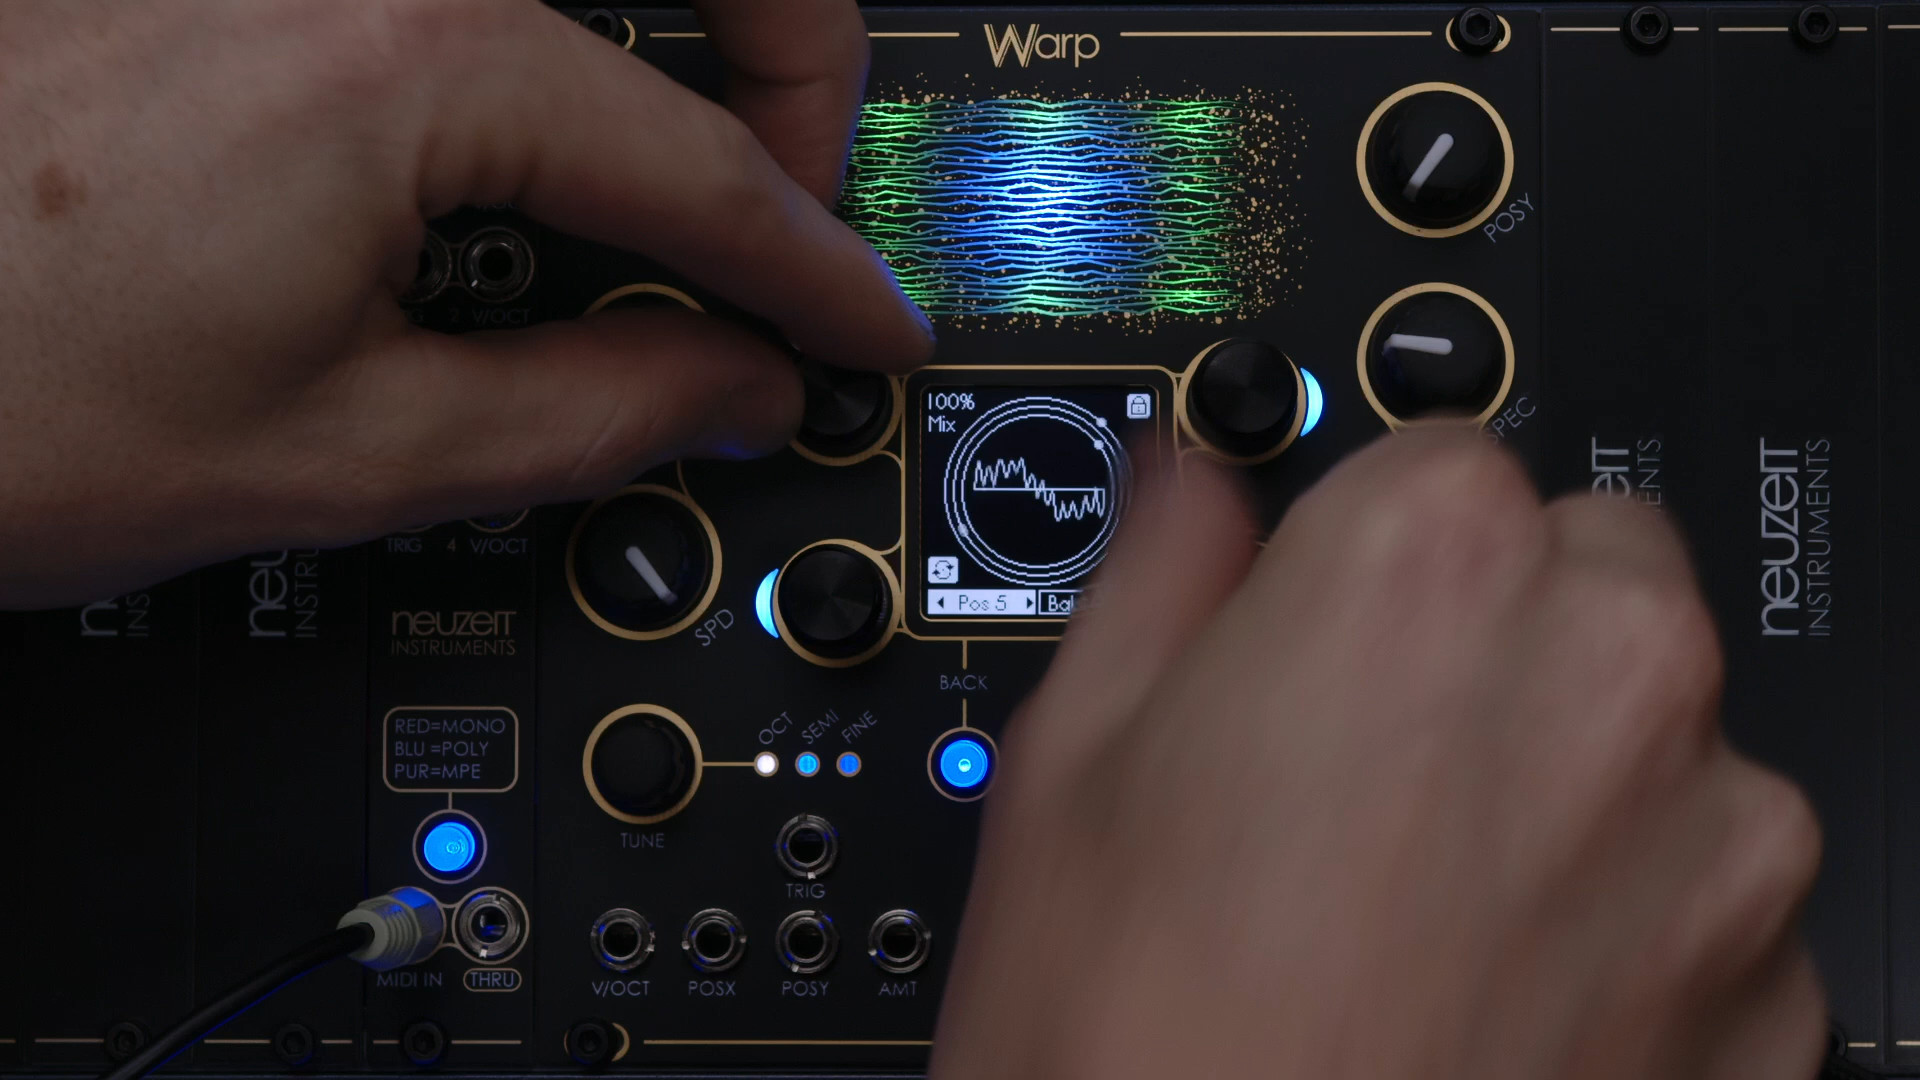 Warp
POSY
SPEC
100%
Mix
Pos 5
SPD
BACK
OCT
SEMI
FINE
TUNE
TRIG
V/OCT
POSX
POSY
AMT
2 V/OCT
TRIG 4 V/OCT
neuzeit
INSTRUMENTS
RED=MONO
BLU =POLY
PUR=MPE
MIDI IN
THRU
neuzeit
INSTRUMENTS